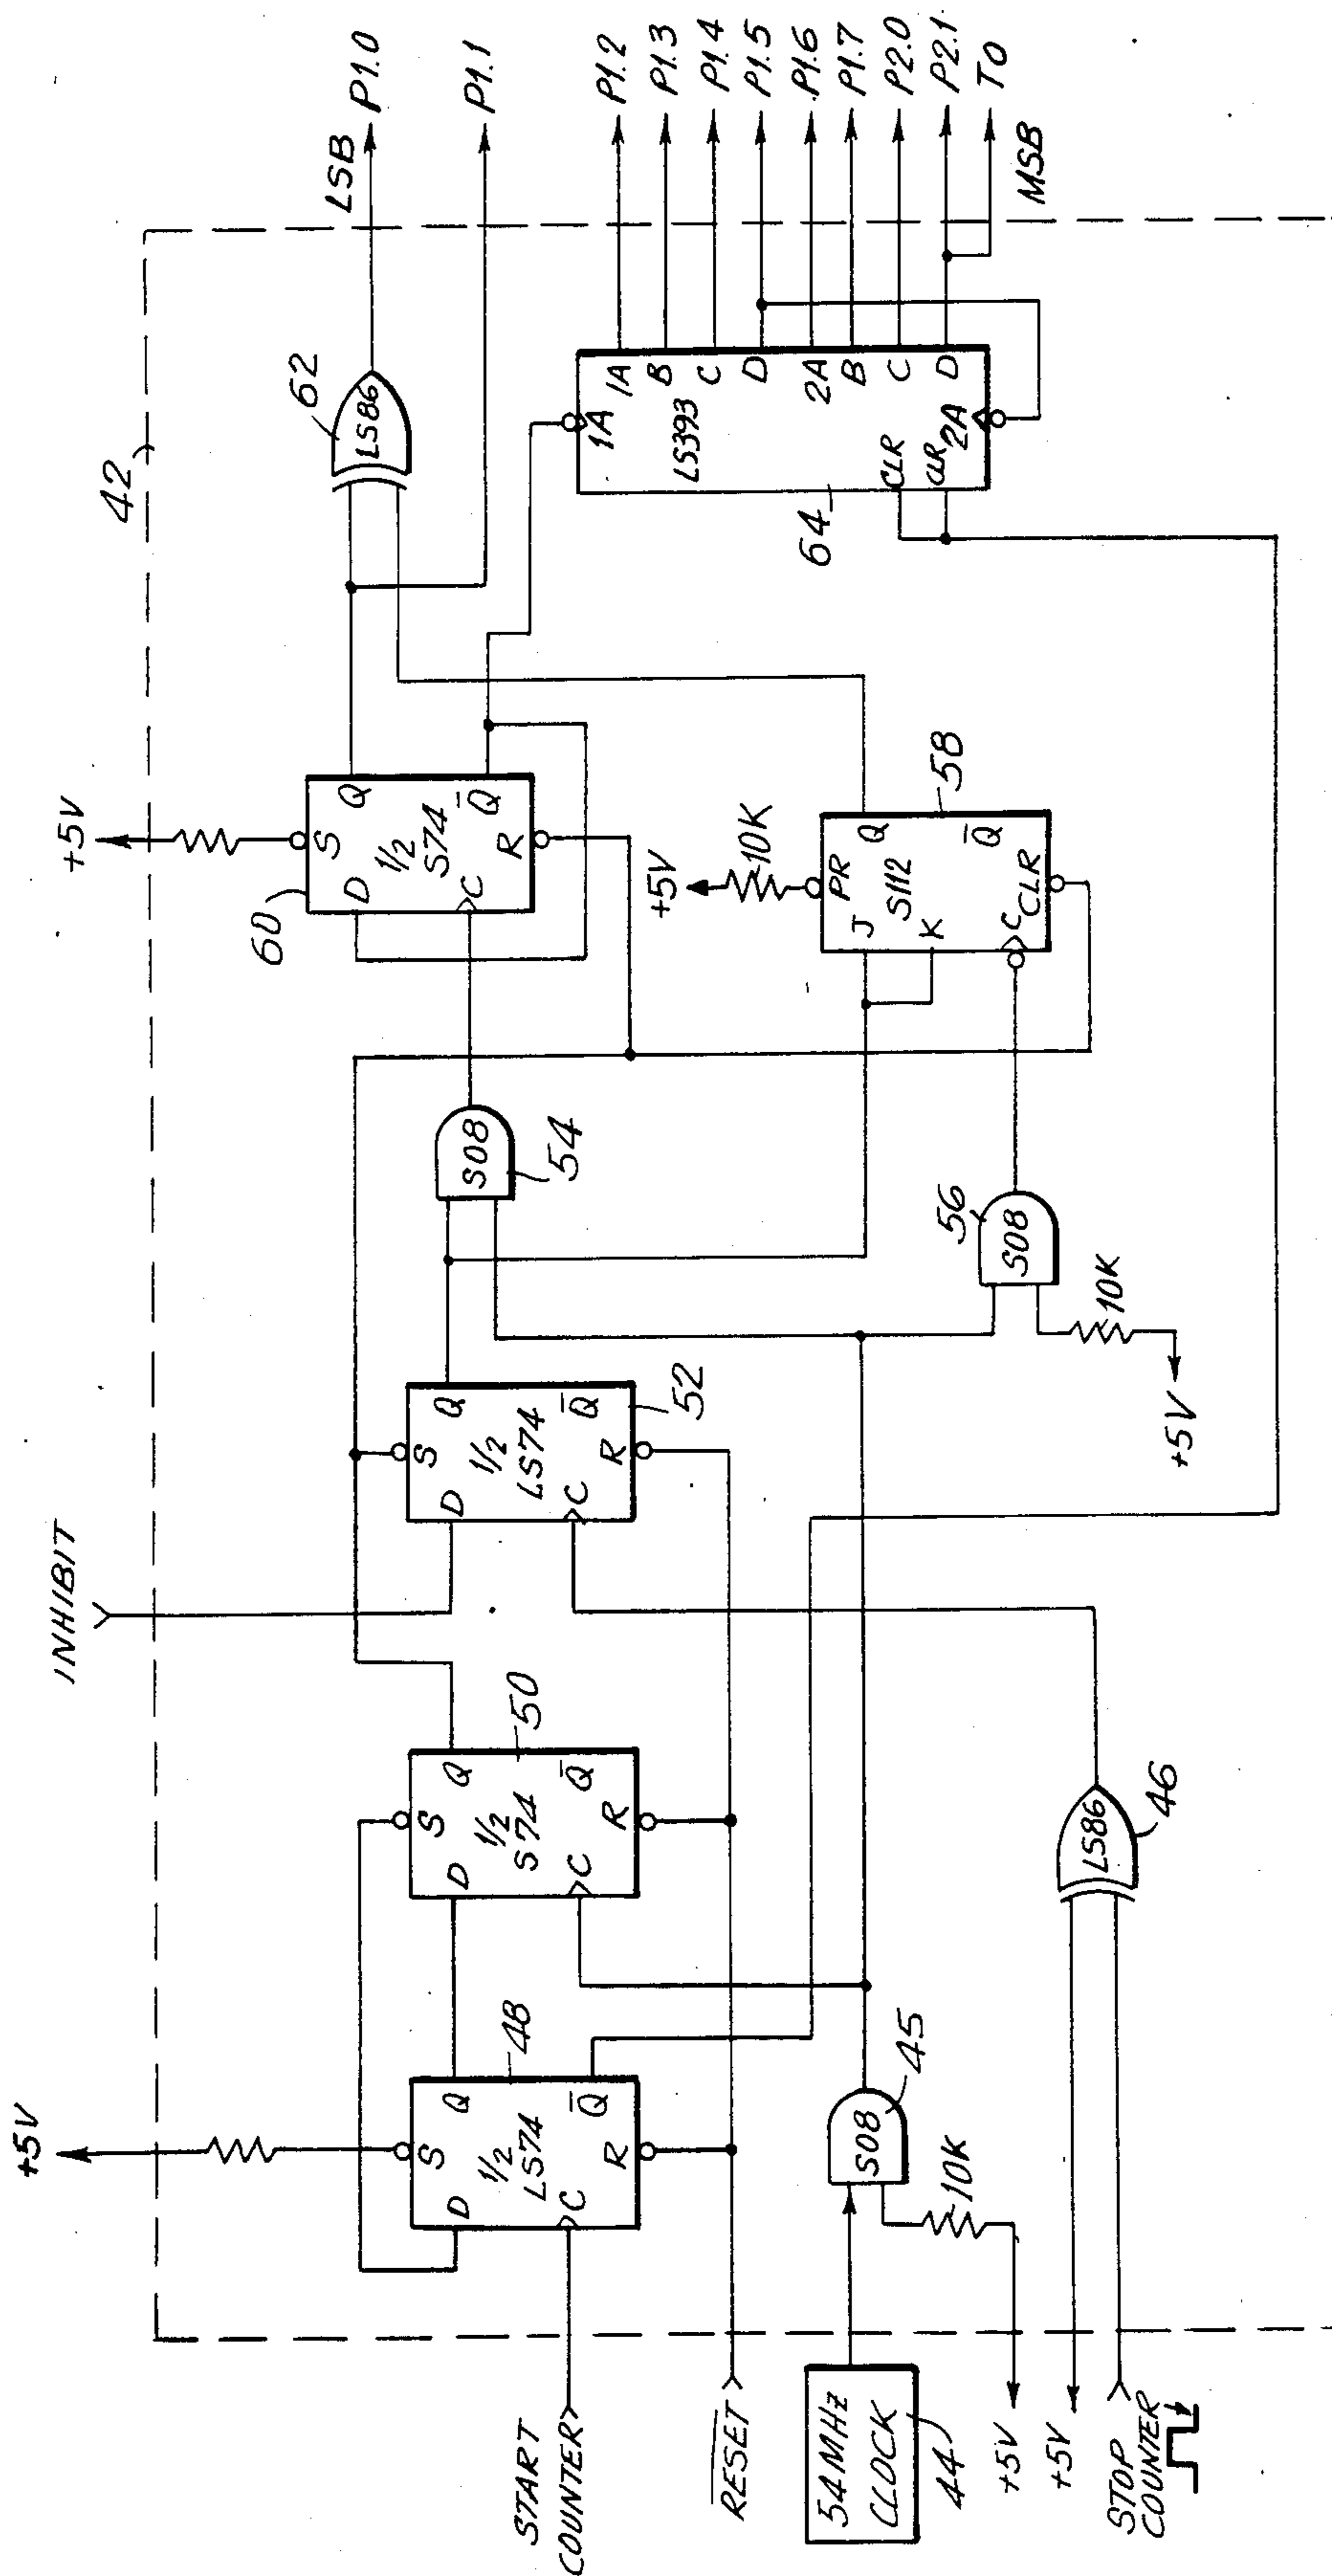 42
+5V
INHIBIT
+5V
LSB
P1.0
P1.1
P1.2
P1.3
P1.4
P1.5
P1.6
P1.7
P2.0
P2.1
T0
MSB
START
COUNTER
RESET
54MHz
CLOCK
44
+5V
+5V
STOP
COUNTER
S
D
Q
1/2
LS74
C
Q
R
48
S
D
Q
1/2
S74
C
Q
R
50
S
D
Q
1/2
LS74
C
Q
R
52
S08
45
10K
LS86
46
S08
54
S08
56
10K
+5V
60
S
D
Q
1/2
S74
C
Q
R
+5V
10K
PR
J
Q
S112
K
Q
C
CLR
58
LS86
62
1A
1A
B
C
LS393
D
2A
B
CLR
C
CLR
D
2A
64